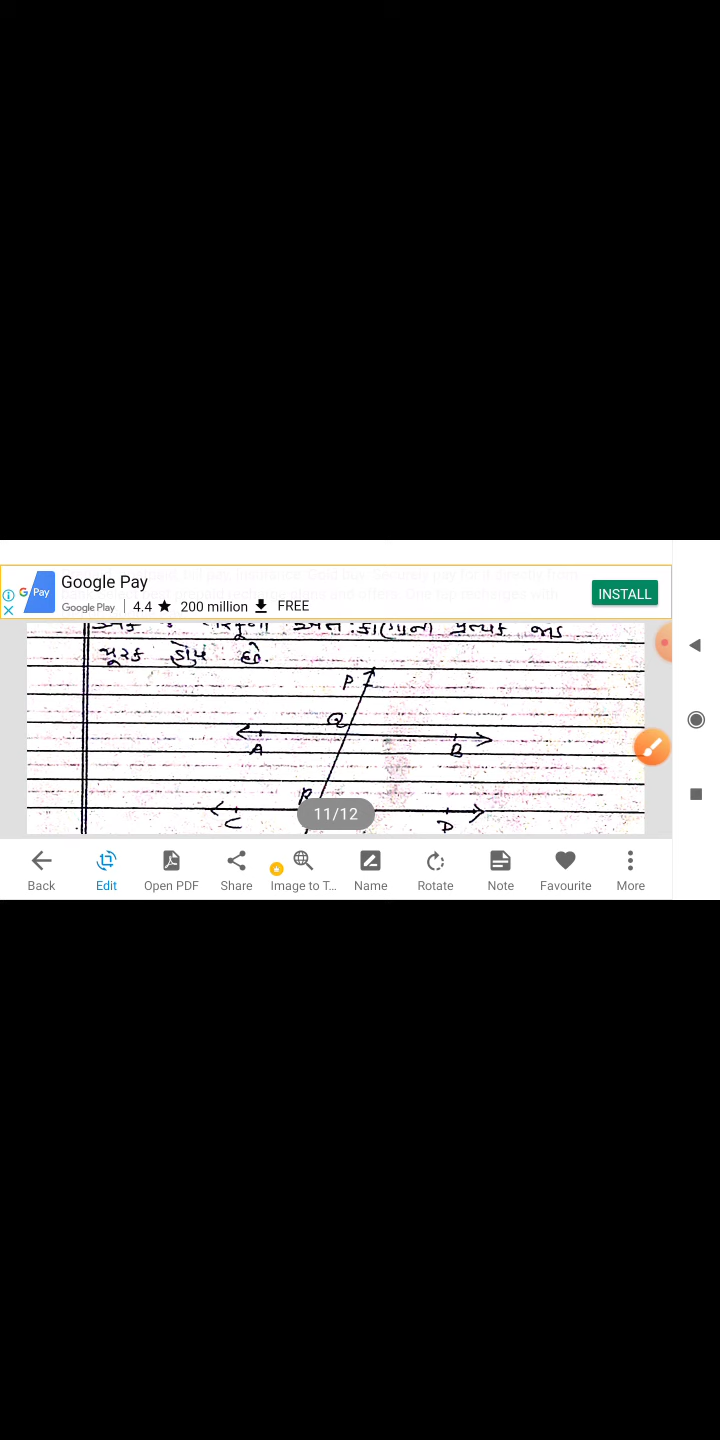 Google Pay
G Pay
Google Play 4.4 ★ 200 million FREE
INSTALL
પૂરક હોય છે.
P
Q
A B
R
11/12
C D
Back Edit Open PDF Share Image to T... Name Rotate Note Favourite More